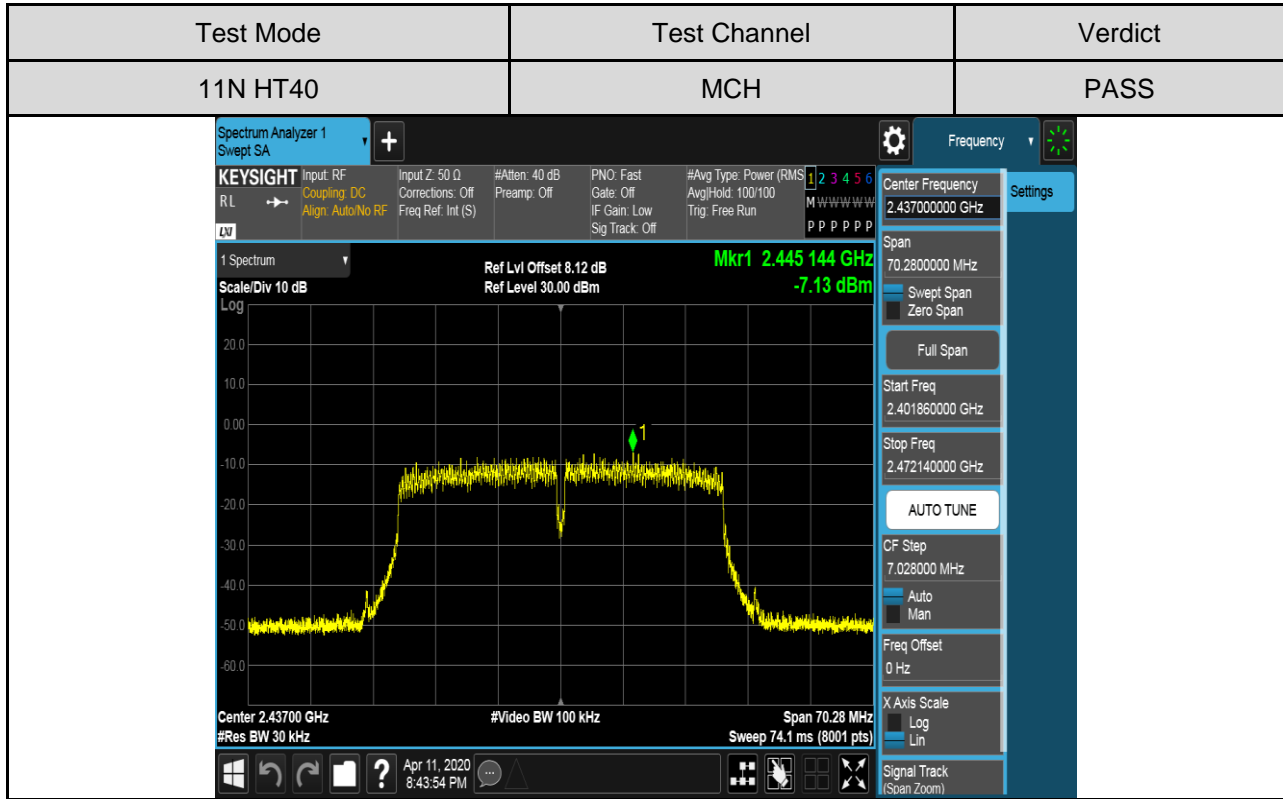 Test Mode Test Channel Verdict
11N HT40 MCH PASS
Spectrum Analyzer 1
Swept SA
+
Frequency
KEYSIGHT
RL
LXI
Input: RF
Coupling: DC
Align: Auto/No RF
Input Z: 50 Ω
Corrections: Off
Freq Ref: Int (S)
#Atten: 40 dB
Preamp: Off
PNO: Fast
Gate: Off
IF Gain: Low
Sig Track: Off
#Avg Type: Power (RMS
Avg|Hold: 100/100
Trig: Free Run
1 2 3 4 5 6
M W W W W W
P P P P P P
1 Spectrum
Scale/Div 10 dB
Ref Lvl Offset 8.12 dB
Ref Level 30.00 dBm
Mkr1 2.445 144 GHz
-7.13 dBm
Log
20.0
10.0
0.00
-10.0
-20.0
-30.0
-40.0
-50.0
-60.0
1
Center 2.43700 GHz
#Res BW 30 kHz
#Video BW 100 kHz
Span 70.28 MHz
Sweep 74.1 ms (8001 pts)
Center Frequency
2.437000000 GHz
Settings
Span
70.2800000 MHz
Swept Span
Zero Span
Full Span
Start Freq
2.401860000 GHz
Stop Freq
2.472140000 GHz
AUTO TUNE
CF Step
7.028000 MHz
Auto
Man
Freq Offset
0 Hz
X Axis Scale
Log
Lin
Signal Track
(Span Zoom)
?
Apr 11, 2020
8:43:54 PM